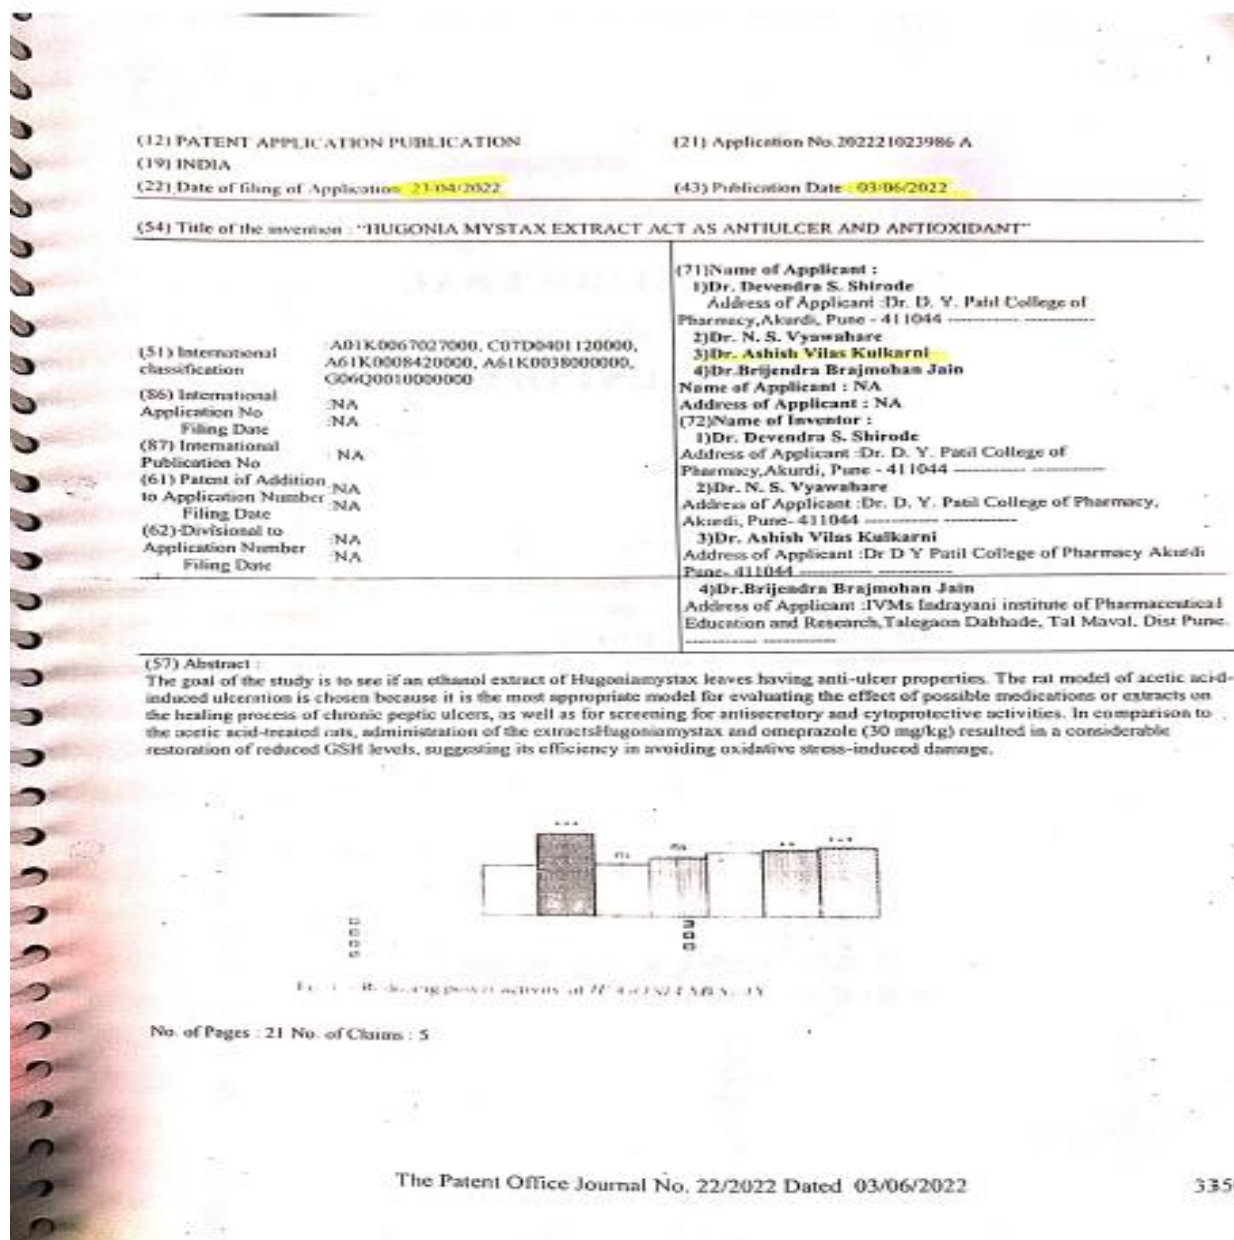 (12) PATENT APPLICATION PUBLICATION
(21) Application No.202221023986 A
(19) INDIA
(22) Date of filing of Application
(43) Publication Date : 03/06/2022
(54) Title of the invention : "HUGONIA MYSTAX EXTRACT ACT AS ANTIULCER AND ANTIOXIDANT"
(51) International
classification
:A01K0067027000, C07D0401120000,
A61K0008420000, A61K0038000000,
G06Q0010000000
(86) International
Application No
Filing Date
:NA
:NA
(87) International
Publication No
: NA
(61) Patent of Addition
to Application Number
Filing Date
:NA
:NA
(62) Divisional to
Application Number
Filing Date
:NA
:NA
(71)Name of Applicant :
1)Dr. Devendra S. Shirode
Address of Applicant :Dr. D. Y. Patil College of
Pharmacy,Akurdi, Pune - 411044 ----------- -----------
2)Dr. N. S. Vyawahare
3)Dr. Ashish Vilas Kulkarni
4)Dr.Brijendra Brajmohan Jain
Name of Applicant : NA
Address of Applicant : NA
(72)Name of Inventor :
1)Dr. Devendra S. Shirode
Address of Applicant :Dr. D. Y. Patil College of
Pharmacy,Akurdi, Pune - 411044 ----------- -----------
2)Dr. N. S. Vyawahare
Address of Applicant :Dr. D. Y. Patil College of Pharmacy,
Akurdi, Pune- 411044 ----------- -----------
3)Dr. Ashish Vilas Kulkarni
Address of Applicant :Dr D Y Patil College of Pharmacy Akurdi
Pune- 411044 ----------- -----------
4)Dr.Brijendra Brajmohan Jain
Address of Applicant :IVMs Indrayani institute of Pharmaceutical
Education and Research,Talegaon Dabhade, Tal Maval. Dist Pune.
----------- -----------
(57) Abstract :
The goal of the study is to see if an ethanol extract of Hugoniamystax leaves having anti-ulcer properties. The rat model of acetic acid-
induced ulceration is chosen because it is the most appropriate model for evaluating the effect of possible medications or extracts on
the healing process of chronic peptic ulcers, as well as for screening for antisecretory and cytoprotective activities. In comparison to
the acetic acid-treated rats, administration of the extractsHugoniamystax and omeprazole (30 mg/kg) resulted in a considerable
restoration of reduced GSH levels, suggesting its efficiency in avoiding oxidative stress-induced damage.
***
ns
ns
**
***
power activity of
No. of Pages : 21 No. of Claims : 5
The Patent Office Journal No. 22/2022 Dated 03/06/2022
335